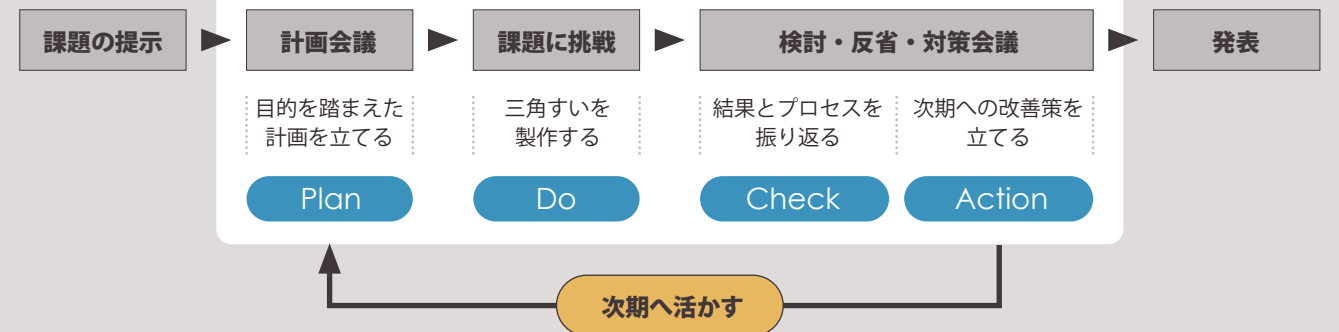 課題の提示
計画会議
課題に挑戦
検討・反省・対策会議
発表
目的を踏まえた
計画を立てる
三角すいを
製作する
結果とプロセスを
振り返る
次期への改善策を
立てる
Plan
Do
Check
Action
次期へ活かす